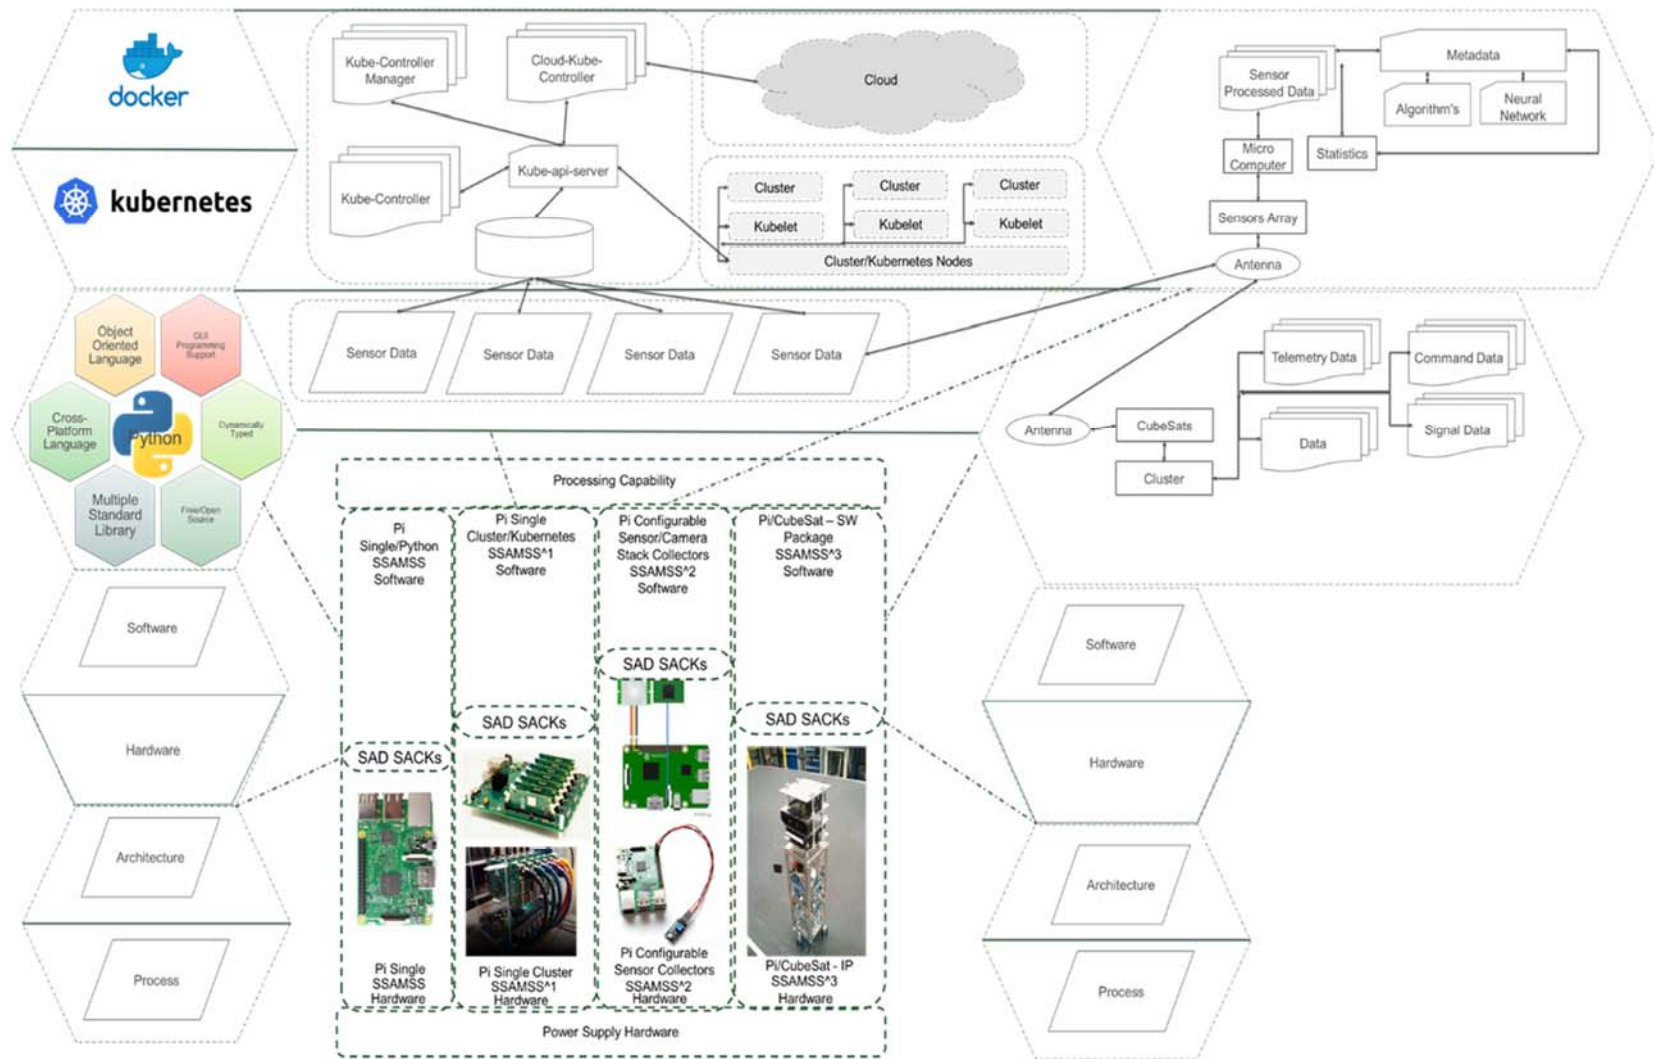 docker
kubernetes
Kube-Controller
Manager
Cloud-Kube-
Controller
Kube-api-server
Kube-Controller
Cloud
Cluster
Cluster
Cluster
Kubelet
Kubelet
Kubelet
Cluster/Kubernetes Nodes
Metadata
Sensor
Processed Data
Algorithm's
Neural
Network
Micro
Computer
Statistics
Sensors Array
Antenna
Object
Oriented
Language
GUI
Programming
Support
Cross-
Platform
Language
Python
Dynamically
Typed
Multiple
Standard
Library
Free/Open
Source
Sensor Data
Sensor Data
Sensor Data
Sensor Data
Telemetry Data
Command Data
Antenna
CubeSats
Cluster
Data
Signal Data
Processing Capability
Pi
Single/Python
SSAMSS
Software
Pi Single
Cluster/Kubernetes
SSAMSS^1
Software
Pi Configurable
Sensor/Camera
Stack Collectors
SSAMSS^2
Software
Pi/CubeSat – SW
Package
SSAMSS^3
Software
SAD SACKs
SAD SACKs
SAD SACKs
SAD SACKs
Pi Single
SSAMSS
Hardware
Pi Single Cluster
SSAMSS^1
Hardware
Pi Configurable
Sensor Collectors
SSAMSS^2
Hardware
Pi/CubeSat - IP
SSAMSS^3
Hardware
Power Supply Hardware
Software
Hardware
Architecture
Process
Software
Hardware
Architecture
Process